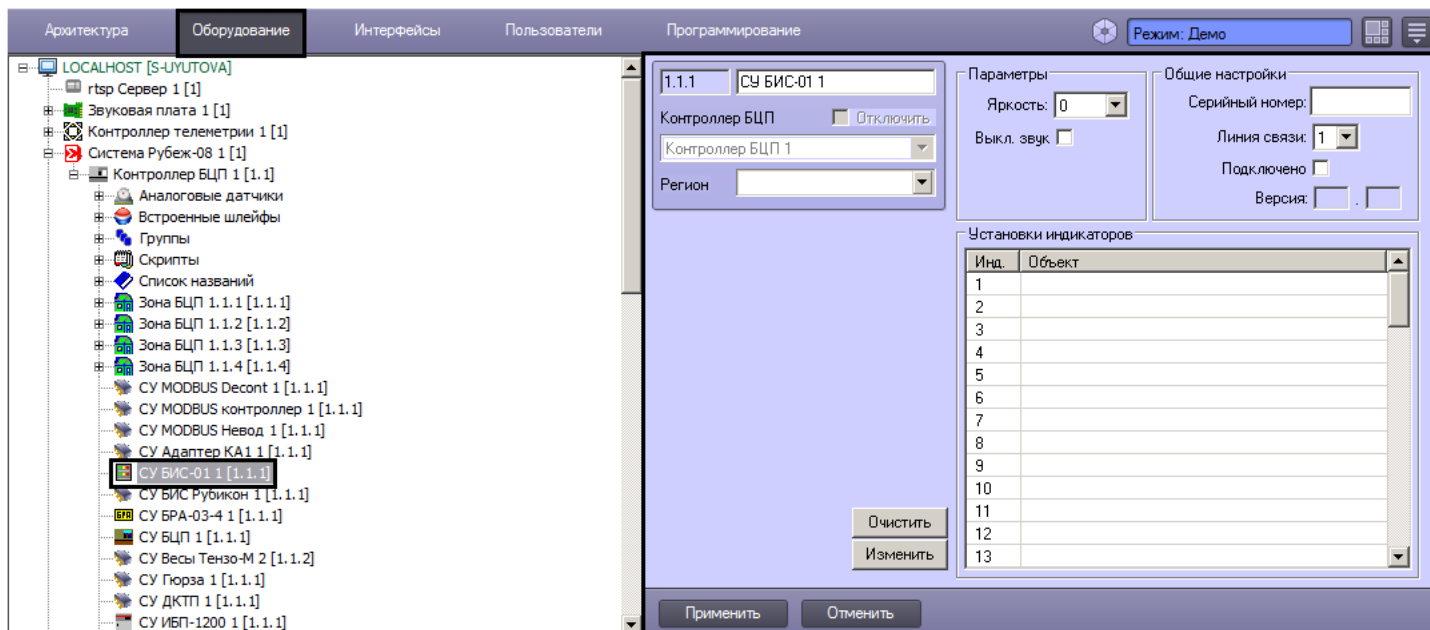 Архитектура Оборудование Интерфейсы Пользователи Программирование Режим: Демо
LOCALHOST [S-UYUTOVA]
rtsp Сервер 1 [1]
Звуковая плата 1 [1]
Контроллер телеметрии 1 [1]
Система Рубеж-08 1 [1]
Контроллер БЦП 1 [1.1]
Аналоговые датчики
Встроенные шлейфы
Группы
Скрипты
Список названий
Зона БЦП 1.1.1 [1.1.1]
Зона БЦП 1.1.2 [1.1.2]
Зона БЦП 1.1.3 [1.1.3]
Зона БЦП 1.1.4 [1.1.4]
СУ MODBUS Decont 1 [1.1.1]
СУ MODBUS контроллер 1 [1.1.1]
СУ MODBUS Невод 1 [1.1.1]
СУ Адаптер КА1 1 [1.1.1]
СУ БИС-01 1 [1.1.1]
СУ БИС Рубикон 1 [1.1.1]
СУ БРА-03-4 1 [1.1.1]
СУ БЦП 1 [1.1.1]
СУ Весы Тензо-М 2 [1.1.2]
СУ Гюрза 1 [1.1.1]
СУ ДКТП 1 [1.1.1]
СУ ИБП-1200 1 [1.1.1]
1.1.1 СУ БИС-01 1
Контроллер БЦП Отключить
Контроллер БЦП 1
Регион
Параметры
Яркость: 0
Выкл. звук
Общие настройки
Серийный номер:
Линия связи: 1
Подключено
Версия: .
Установки индикаторов
Инд. Объект
1
2
3
4
5
6
7
8
9
10
11
12
13
Очистить
Изменить
Применить Отменить